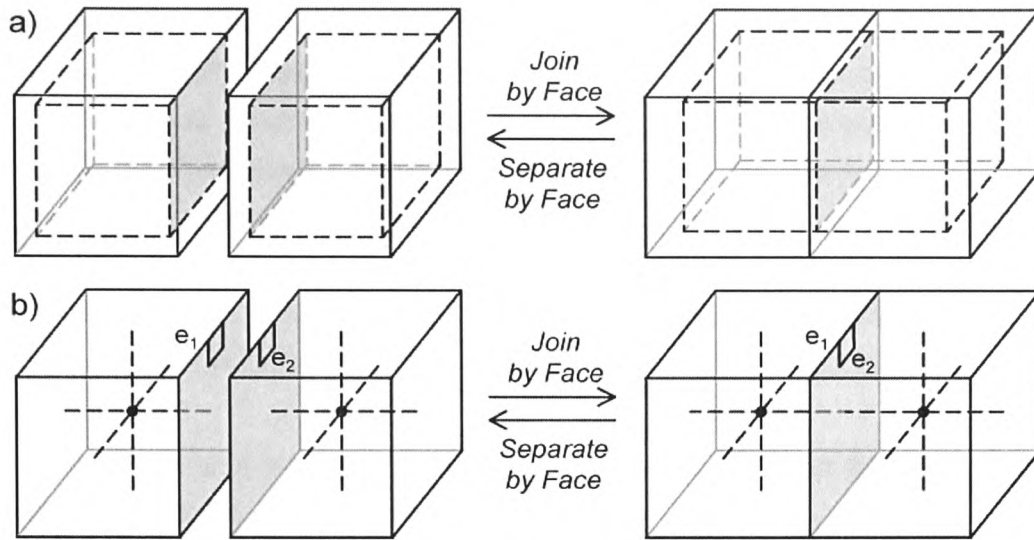 a)
Join
by Face
Separate
by Face
b)
e1
e2
Join
by Face
Separate
by Face
e1
e2